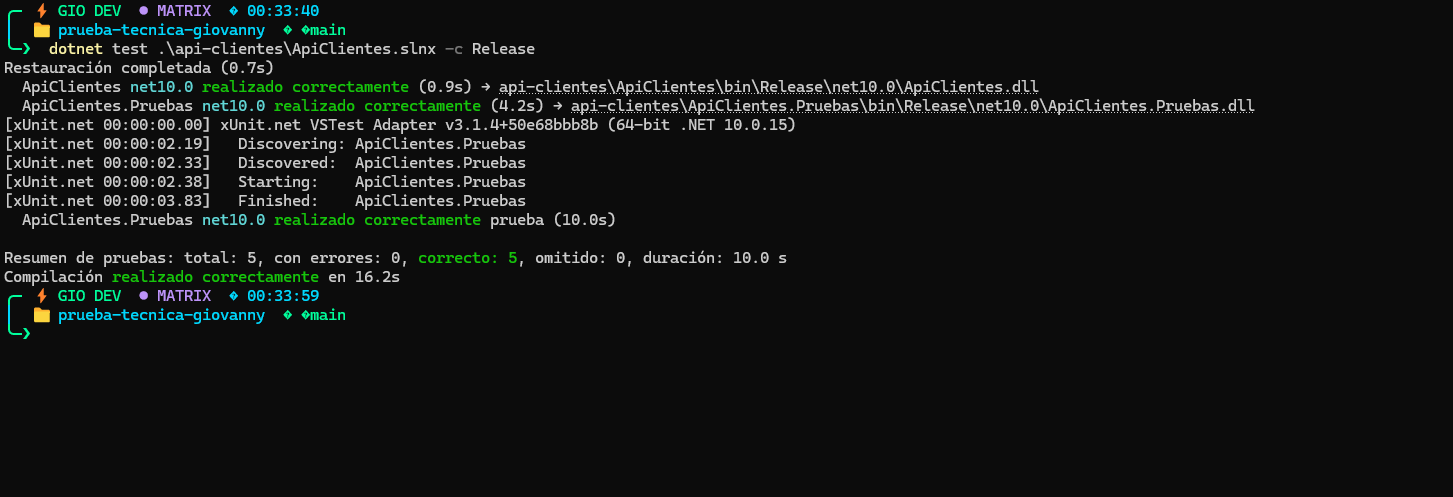 GIO DEV ● MATRIX � 00:33:40
prueba-tecnica-giovanny � �main
❯ dotnet test .\api-clientes\ApiClientes.slnx -c Release
Restauración completada (0.7s)
ApiClientes net10.0 realizado correctamente (0.9s) → api-clientes\ApiClientes\bin\Release\net10.0\ApiClientes.dll
ApiClientes.Pruebas net10.0 realizado correctamente (4.2s) → api-clientes\ApiClientes.Pruebas\bin\Release\net10.0\ApiClientes.Pruebas.dll
[xUnit.net 00:00:00.00] xUnit.net VSTest Adapter v3.1.4+50e68bbb8b (64-bit .NET 10.0.15)
[xUnit.net 00:00:02.19]   Discovering: ApiClientes.Pruebas
[xUnit.net 00:00:02.33]   Discovered:  ApiClientes.Pruebas
[xUnit.net 00:00:02.38]   Starting:    ApiClientes.Pruebas
[xUnit.net 00:00:03.83]   Finished:    ApiClientes.Pruebas
ApiClientes.Pruebas net10.0 realizado correctamente prueba (10.0s)
Resumen de pruebas: total: 5, con errores: 0, correcto: 5, omitido: 0, duración: 10.0 s
Compilación realizado correctamente en 16.2s
GIO DEV ● MATRIX � 00:33:59
prueba-tecnica-giovanny � �main
❯